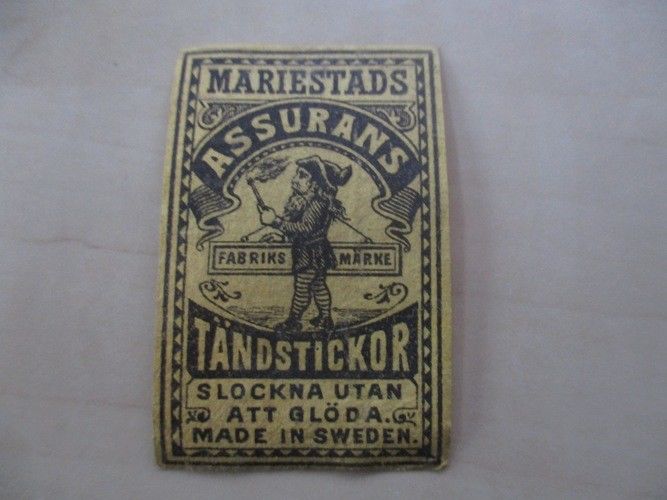 MARIESTADS
ASSURANS
FABRIKS MÄRKE
TÄNDSTICKOR
SLOCKNA UTAN
ATT GLÖDA.
MADE IN SWEDEN.